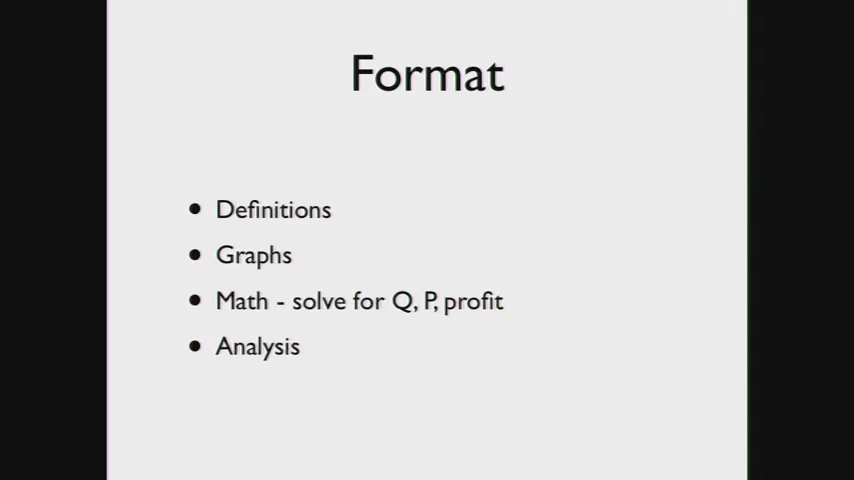 Format
• Definitions
• Graphs
• Math - solve for Q, P, profit
• Analysis